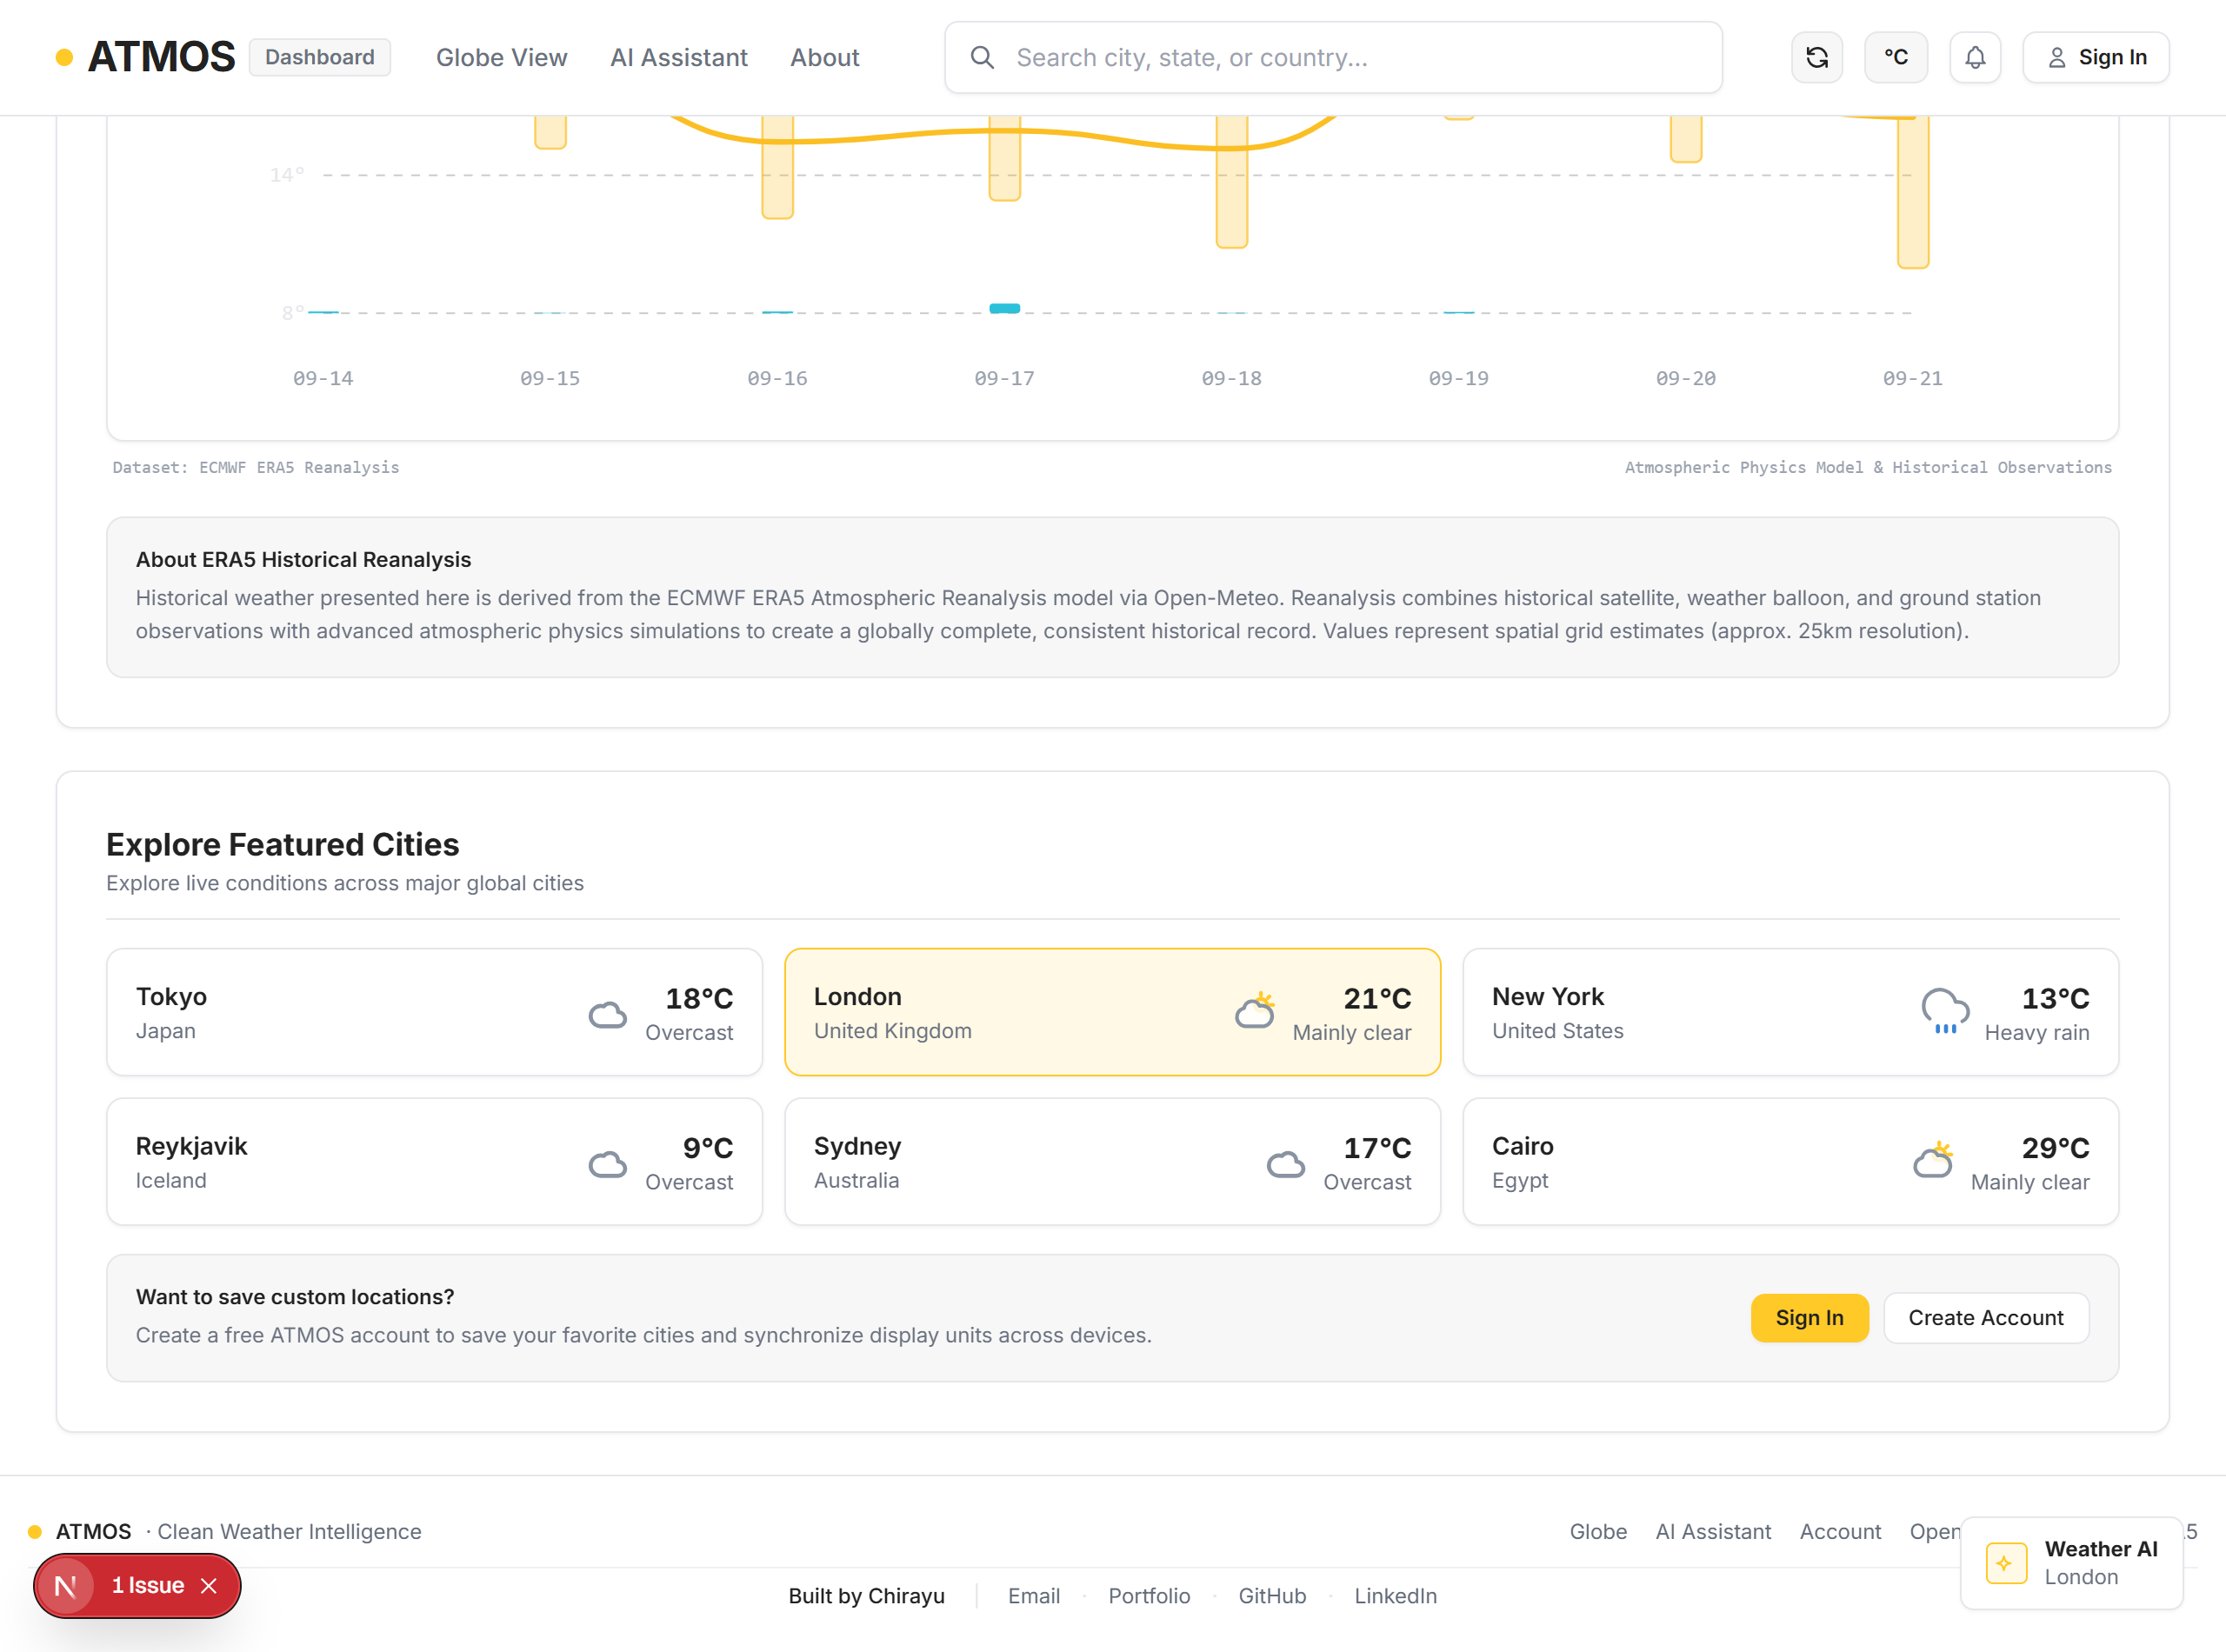 ATMOS Dashboard Globe View AI Assistant About Search city, state, or country... °C Sign In
14°
8°
09-14 09-15 09-16 09-17 09-18 09-19 09-20 09-21
Dataset: ECMWF ERA5 Reanalysis Atmospheric Physics Model & Historical Observations
About ERA5 Historical Reanalysis
Historical weather presented here is derived from the ECMWF ERA5 Atmospheric Reanalysis model via Open-Meteo. Reanalysis combines historical satellite, weather balloon, and ground station
observations with advanced atmospheric physics simulations to create a globally complete, consistent historical record. Values represent spatial grid estimates (approx. 25km resolution).
Explore Featured Cities
Explore live conditions across major global cities
Tokyo 18°C
Japan Overcast
London 21°C
United Kingdom Mainly clear
New York 13°C
United States Heavy rain
Reykjavik 9°C
Iceland Overcast
Sydney 17°C
Australia Overcast
Cairo 29°C
Egypt Mainly clear
Want to save custom locations?
Create a free ATMOS account to save your favorite cities and synchronize display units across devices.
Sign In Create Account
ATMOS · Clean Weather Intelligence Globe AI Assistant Account Open
Weather AI
London
N 1 Issue
Built by Chirayu Email · Portfolio · GitHub · LinkedIn